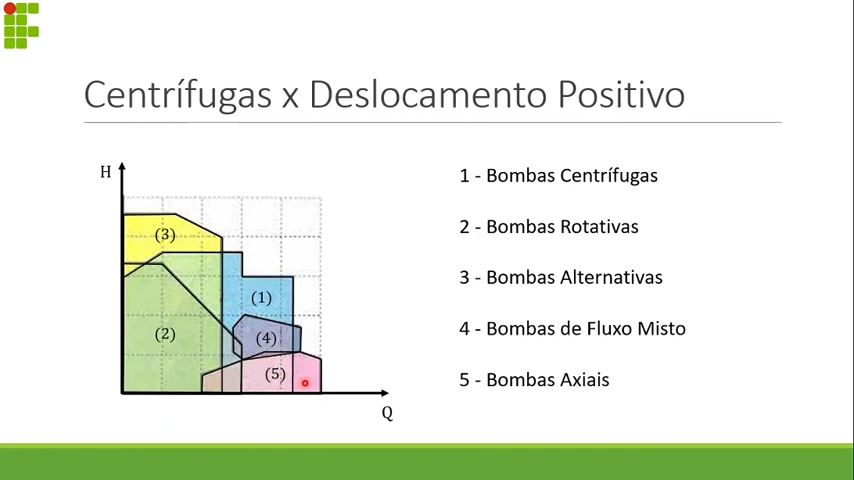 Centrífugas x Deslocamento Positivo
H
(3)
(1)
(2)
(4)
(5)
Q
1 - Bombas Centrífugas
2 - Bombas Rotativas
3 - Bombas Alternativas
4 - Bombas de Fluxo Misto
5 - Bombas Axiais